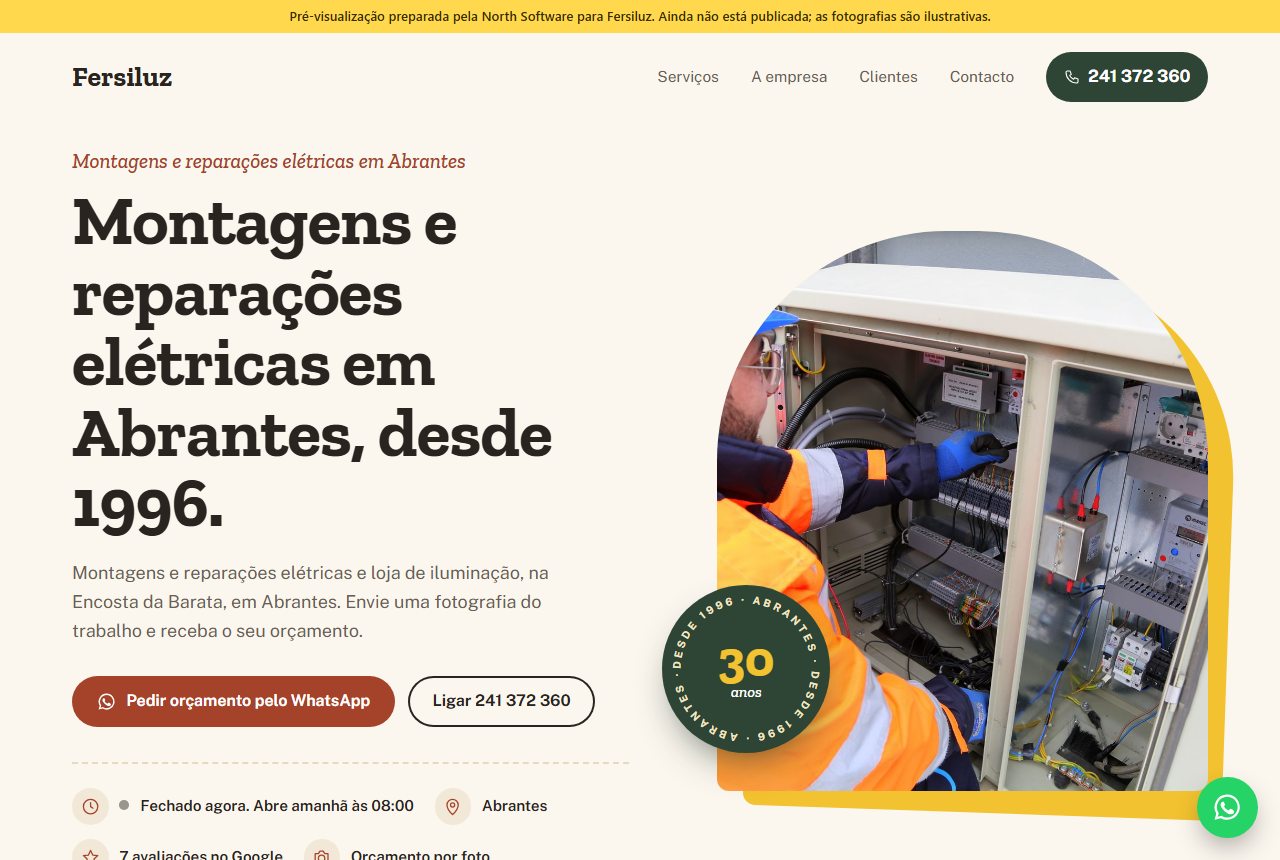 Pré-visualização preparada pela North Software para Fersiluz. Ainda não está publicada; as fotografias são ilustrativas.
Fersiluz
Serviços
A empresa
Clientes
Contacto
241 372 360
Montagens e reparações elétricas em Abrantes
Montagens e
reparações
elétricas em
Abrantes, desde
1996.
Montagens e reparações elétricas e loja de iluminação, na
Encosta da Barata, em Abrantes. Envie uma fotografia do
trabalho e receba o seu orçamento.
Pedir orçamento pelo WhatsApp
Ligar 241 372 360
DESDE 1996 · ABRANTES · DESDE 1996 · ABRANTES ·
30
anos
Fechado agora. Abre amanhã às 08:00
Abrantes
7 avaliações no Google
Orçamento por foto